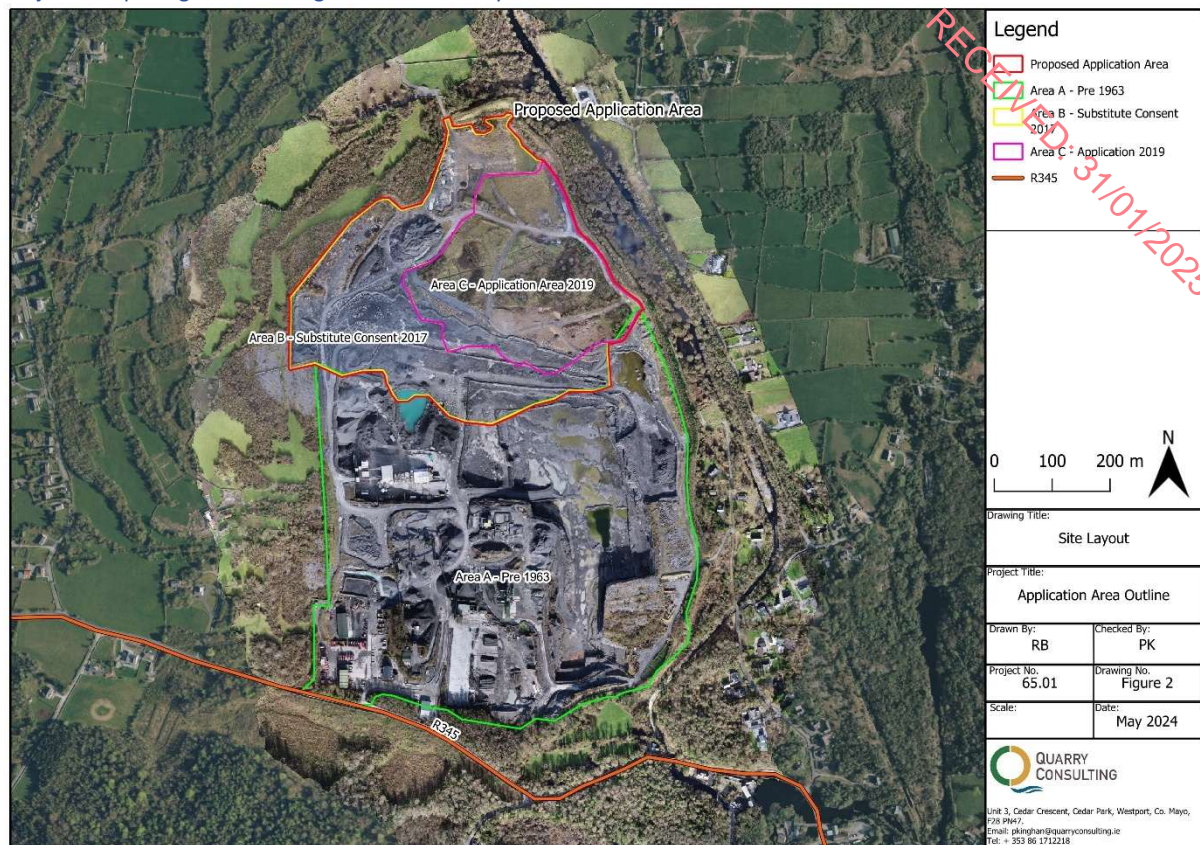 Legend
Proposed Application Area
Area A - Pre 1963
Area B - Substitute Consent
2017
Area C - Application 2019
R345
RECEIVED: 31/01/2025
Proposed Application Area
Area C - Application Area 2019
Area B - Substitute Consent 2017
Area A - Pre 1963
R345
N
0 100 200 m
Drawing Title:
Site Layout
Project Title:
Application Area Outline
Drawn By:
RB
Checked By:
PK
Project No.
65.01
Drawing No.
Figure 2
Scale:
Date:
May 2024
QUARRY
CONSULTING
Unit 3, Cedar Crescent, Cedar Park, Westport, Co. Mayo,
F28 PN47.
Email: pkinghan@quarryconsulting.ie
Tel: + 353 86 1712218